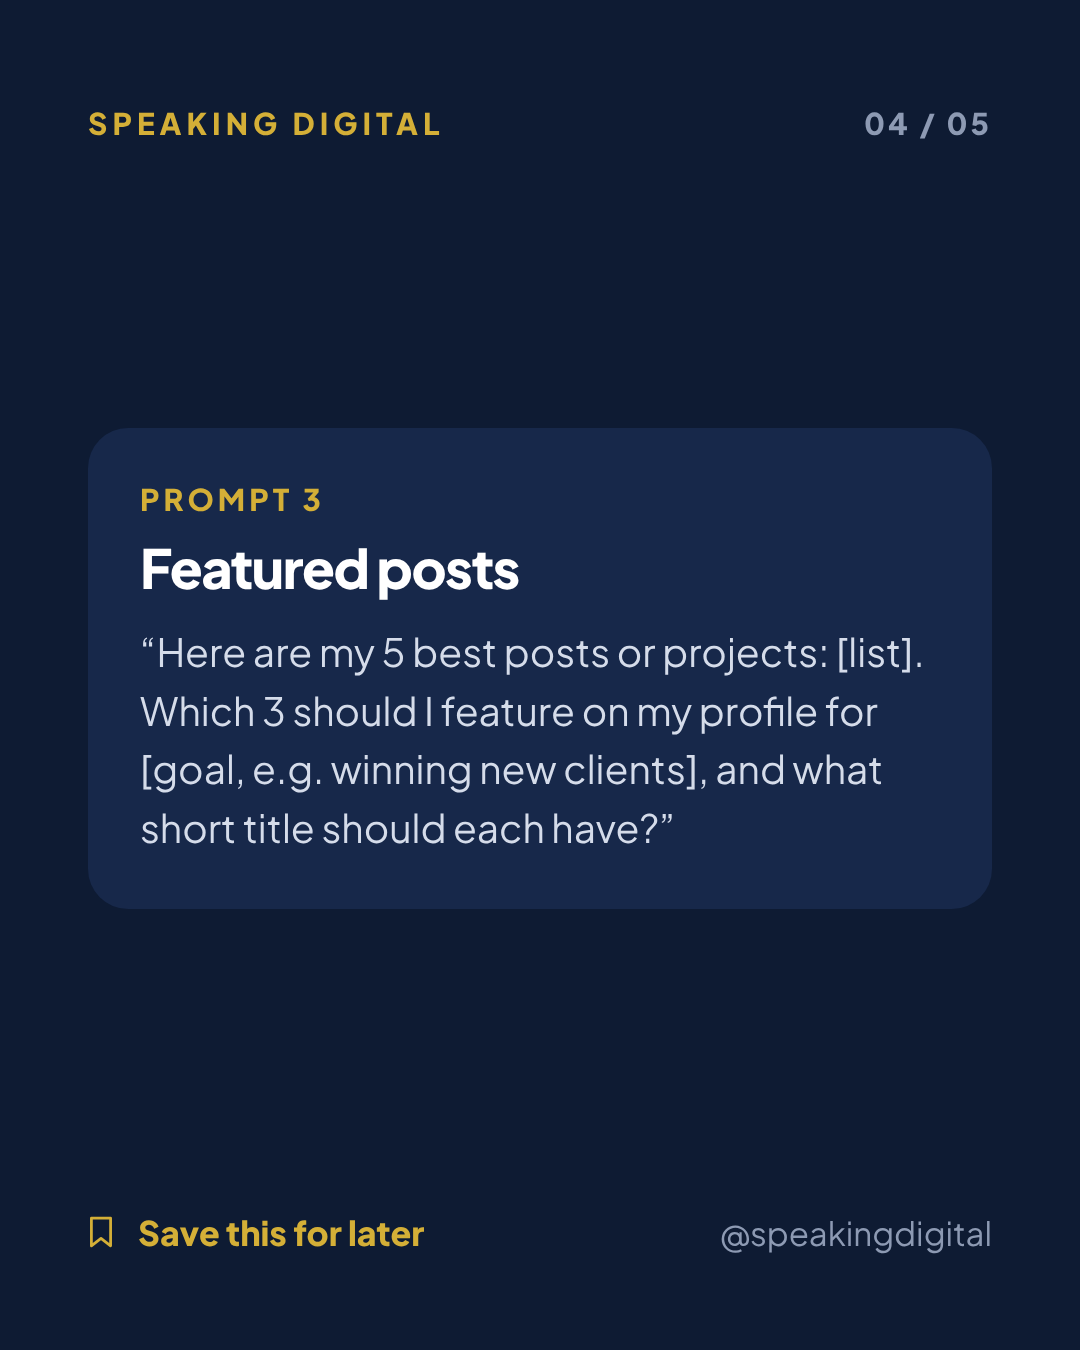 SPEAKING DIGITAL
04 / 05
PROMPT 3
Featured posts
“Here are my 5 best posts or projects: [list].
Which 3 should I feature on my profile for
[goal, e.g. winning new clients], and what
short title should each have?”
Save this for later
@speakingdigital